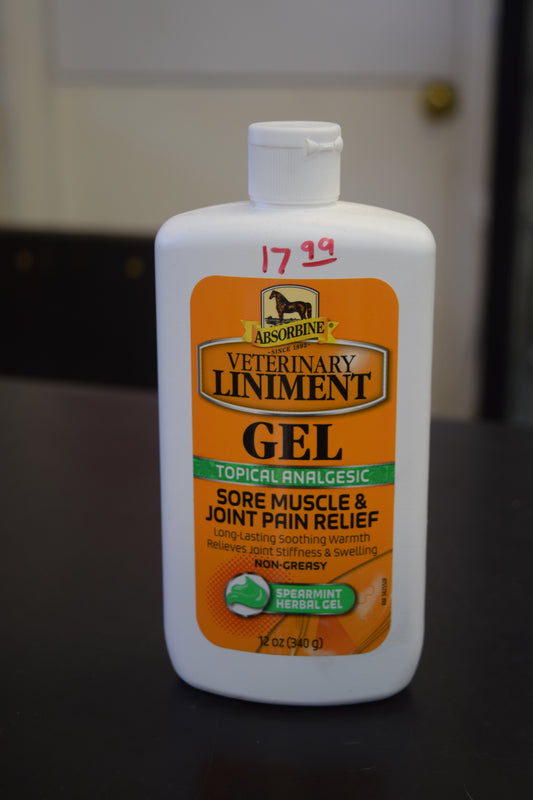 17 99
ABSORBINE
-SINCE 1892-
VETERINARY
LINIMENT
GEL
TOPICAL ANALGESIC
SORE MUSCLE &
JOINT PAIN RELIEF
Long-Lasting Soothing Warmth
Relieves Joint Stiffness & Swelling
NON-GREASY
SPEARMINT
HERBAL GEL
12 oz (340 g)